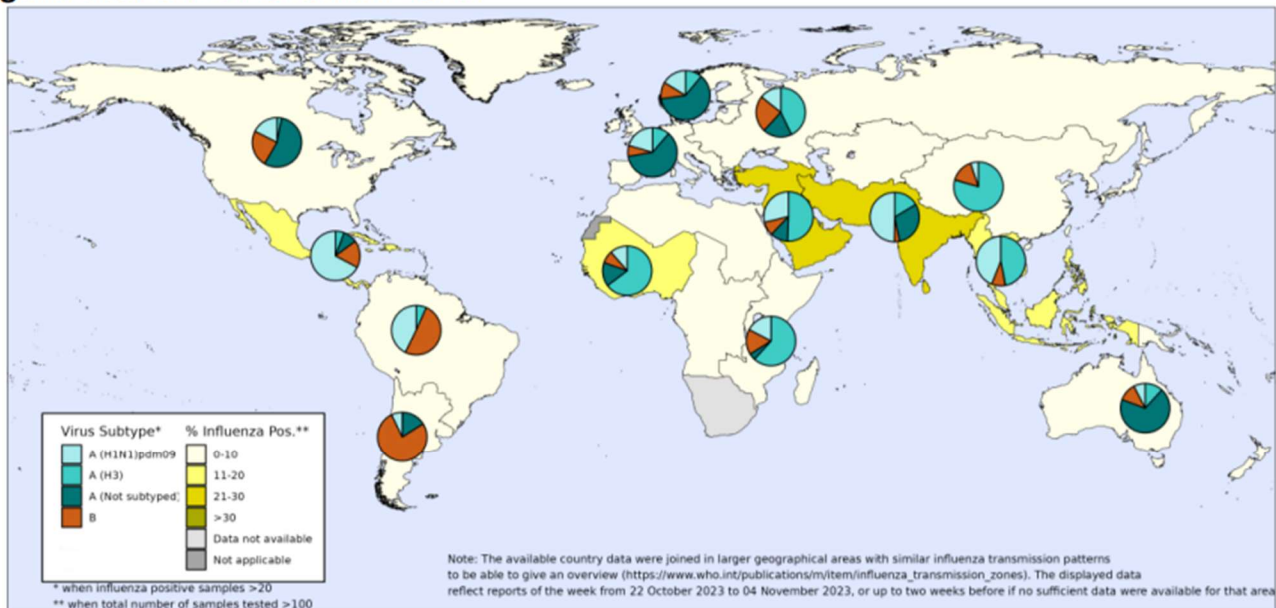 Virus Subtype*
A (H1N1)pdm09
A (H3)
A (Not subtyped)
B
% Influenza Pos.**
0-10
11-20
21-30
>30
Data not available
Not applicable
* when influenza positive samples >20
** when total number of samples tested >100
Note: The available country data were joined in larger geographical areas with similar influenza transmission patterns
to be able to give an overview (https://www.who.int/publications/m/item/influenza_transmission_zones). The displayed data
reflect reports of the week from 22 October 2023 to 04 November 2023, or up to two weeks before if no sufficient data were available for that area